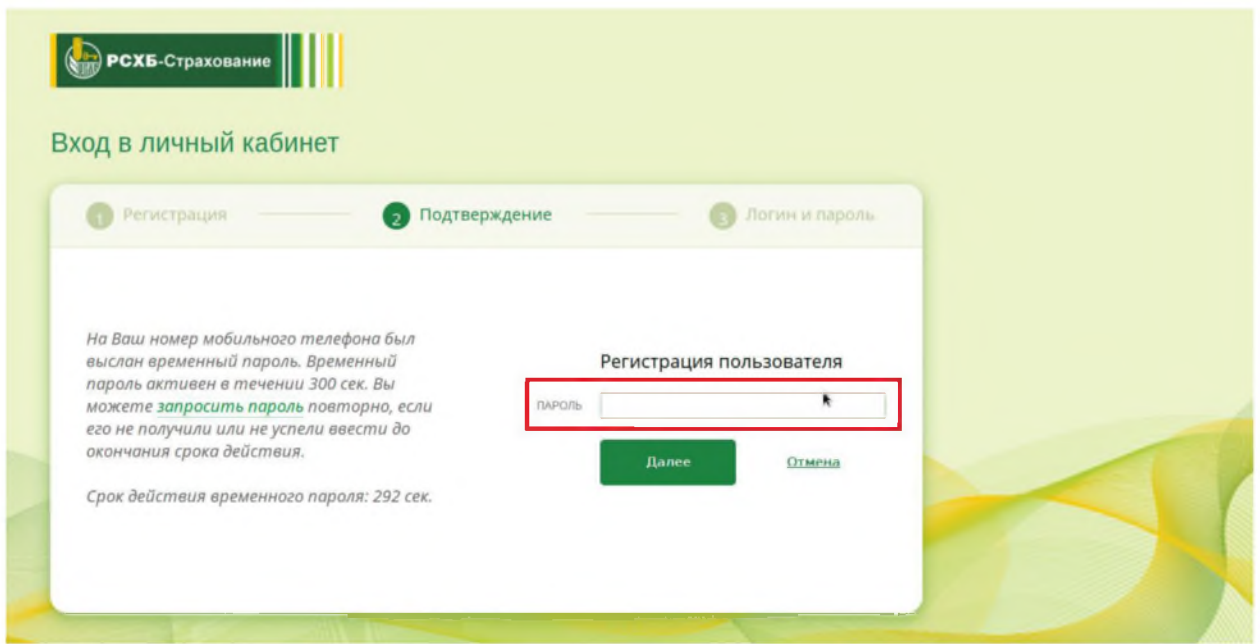 РСХБ-Страхование
Вход в личный кабинет
1 Регистрация 2 Подтверждение 3 Логин и пароль
На Ваш номер мобильного телефона был
выслан временный пароль. Временный
пароль активен в течении 300 сек. Вы
можете запросить пароль повторно, если
его не получили или не успели ввести до
окончания срока действия.
Срок действия временного пароля: 292 сек.
Регистрация пользователя
ПАРОЛЬ
Далее Отмена